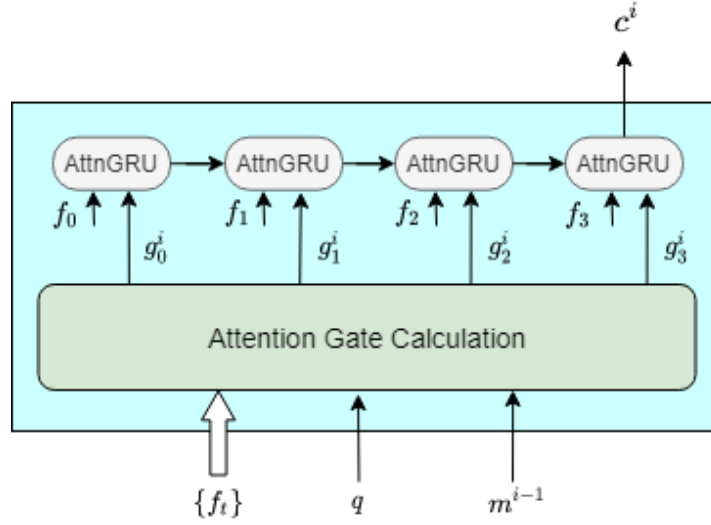 c^i
AttnGRU AttnGRU AttnGRU AttnGRU
f_0 f_1 f_2 f_3
g_0^i g_1^i g_2^i g_3^i
Attention Gate Calculation
{f_t} q m^{i-1}